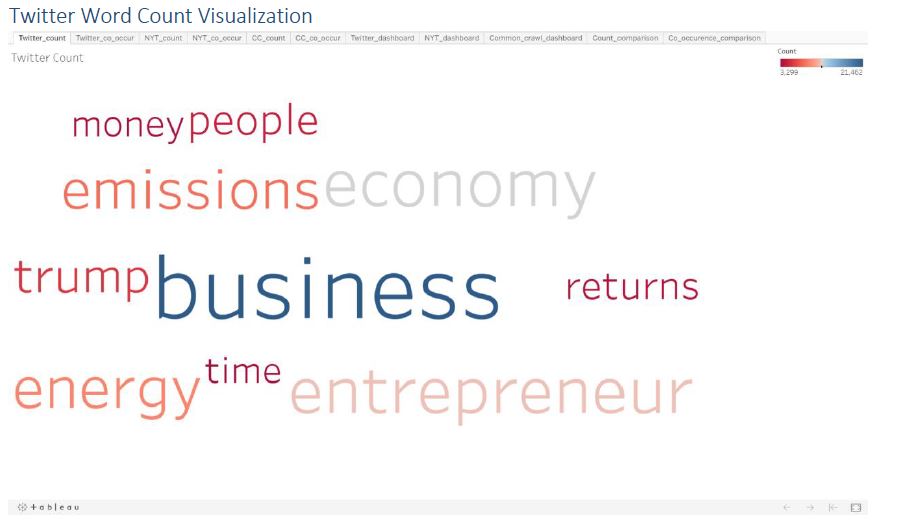 Twitter Word Count Visualization
Twitter_count Twitter_co_occur NYT_count NYT_co_occur CC_count CC_co_occur Twitter_dashboard NYT_dashboard Common_crawl_dashboard Count_comparison Co_occurence_comparison
Twitter Count
Count
3,299 21,462
money people
emissions economy
trump business returns
energy time entrepreneur
+ableau